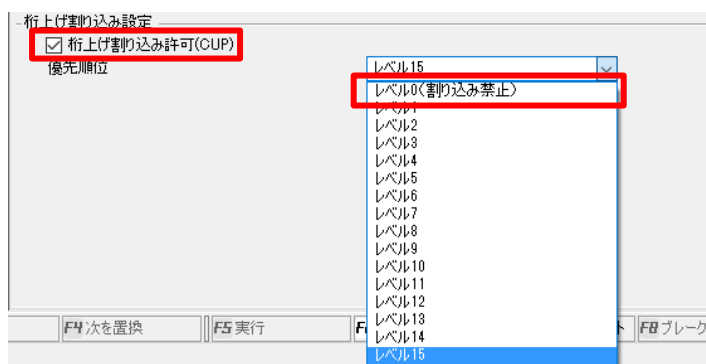 桁上げ割り込み設定
桁上げ割り込み許可(CUP)
優先順位
レベル15
レベル0(割り込み禁止)
レベル1
レベル2
レベル3
レベル4
レベル5
レベル6
レベル7
レベル8
レベル9
レベル10
レベル11
レベル12
レベル13
レベル14
レベル15
F4 次を置換
F5 実行
F8 ブレーク